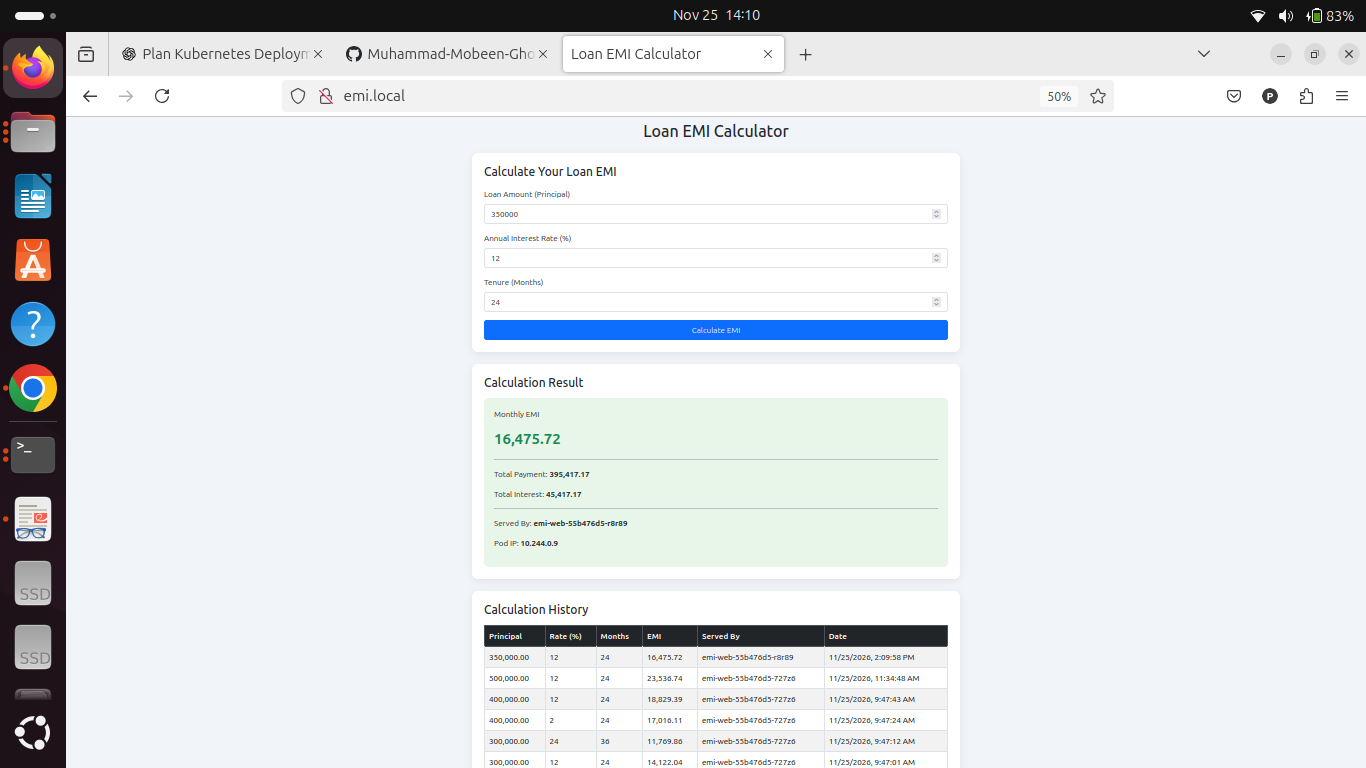 Nov 25 14:10
83%
Plan Kubernetes Deploym
Muhammad-Mobeen-Gho
Loan EMI Calculator
emi.local
50%
P
Loan EMI Calculator
Calculate Your Loan EMI
Loan Amount (Principal)
350000
Annual Interest Rate (%)
12
Tenure (Months)
24
Calculate EMI
Calculation Result
Monthly EMI
16,475.72
Total Payment: 395,417.17
Total Interest: 45,417.17
Served By: emi-web-55b476d5-r8r89
Pod IP: 10.244.0.9
Calculation History
Principal Rate (%) Months EMI Served By Date
350,000.00 12 24 16,475.72 emi-web-55b476d5-r8r89 11/25/2026, 2:09:58 PM
500,000.00 12 24 23,536.74 emi-web-55b476d5-727z6 11/25/2026, 11:34:48 AM
400,000.00 12 24 18,829.39 emi-web-55b476d5-727z6 11/25/2026, 9:47:43 AM
400,000.00 2 24 17,016.11 emi-web-55b476d5-727z6 11/25/2026, 9:47:24 AM
300,000.00 24 36 11,769.86 emi-web-55b476d5-727z6 11/25/2026, 9:47:12 AM
300,000.00 12 24 14,122.04 emi-web-55b476d5-727z6 11/25/2026, 9:47:01 AM
?
>_
SSD
SSD